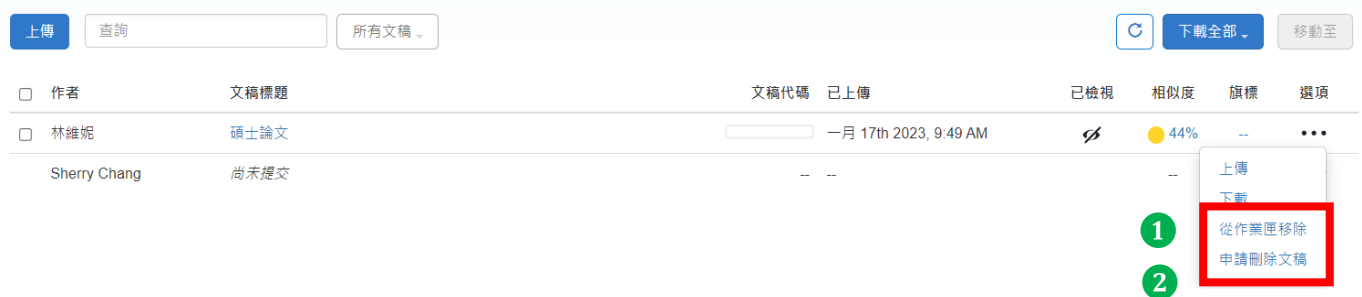 上傳 查詢 所有文稿 下載全部 移動至
作者 文稿標題 文稿代碼 已上傳 已檢視 相似度 旗標 選項
林維妮 碩士論文 一月 17th 2023, 9:49 AM 44% -- •••
Sherry Chang 尚未提交 -- -- --
上傳
下載
1 從作業匣移除
2 申請刪除文稿